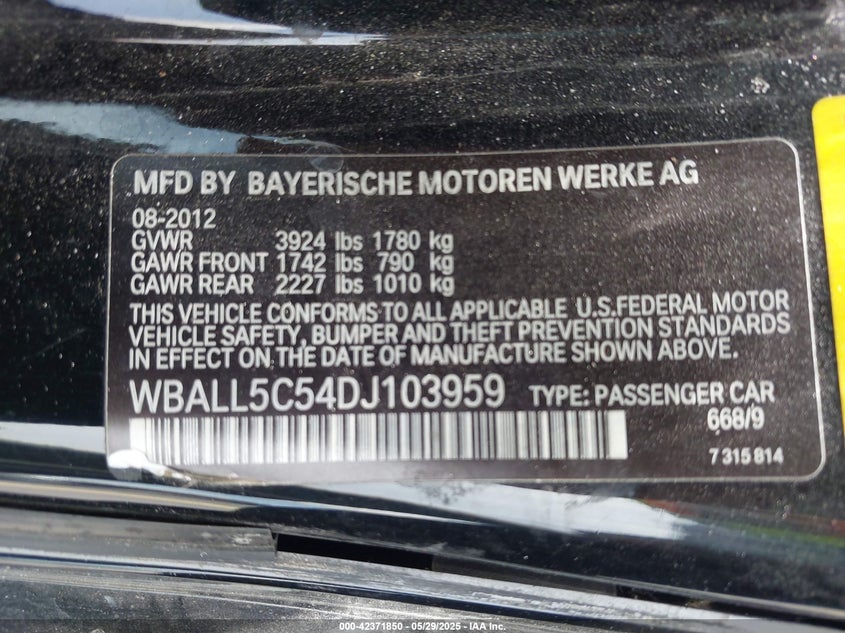 MFD BY BAYERISCHE MOTOREN WERKE AG
08-2012
GVWR 3924 lbs 1780 kg
GAWR FRONT 1742 lbs 790 kg
GAWR REAR 2227 lbs 1010 kg
THIS VEHICLE CONFORMS TO ALL APPLICABLE U.S.FEDERAL MOTOR
VEHICLE SAFETY, BUMPER AND THEFT PREVENTION STANDARDS
IN EFFECT ON THE DATE OF MANUFACTURE SHOWN ABOVE.
WBALL5C54DJ103959 TYPE: PASSENGER CAR
668/9
7 315 814
000-42371850 - 05/29/2025 - IAA Inc.